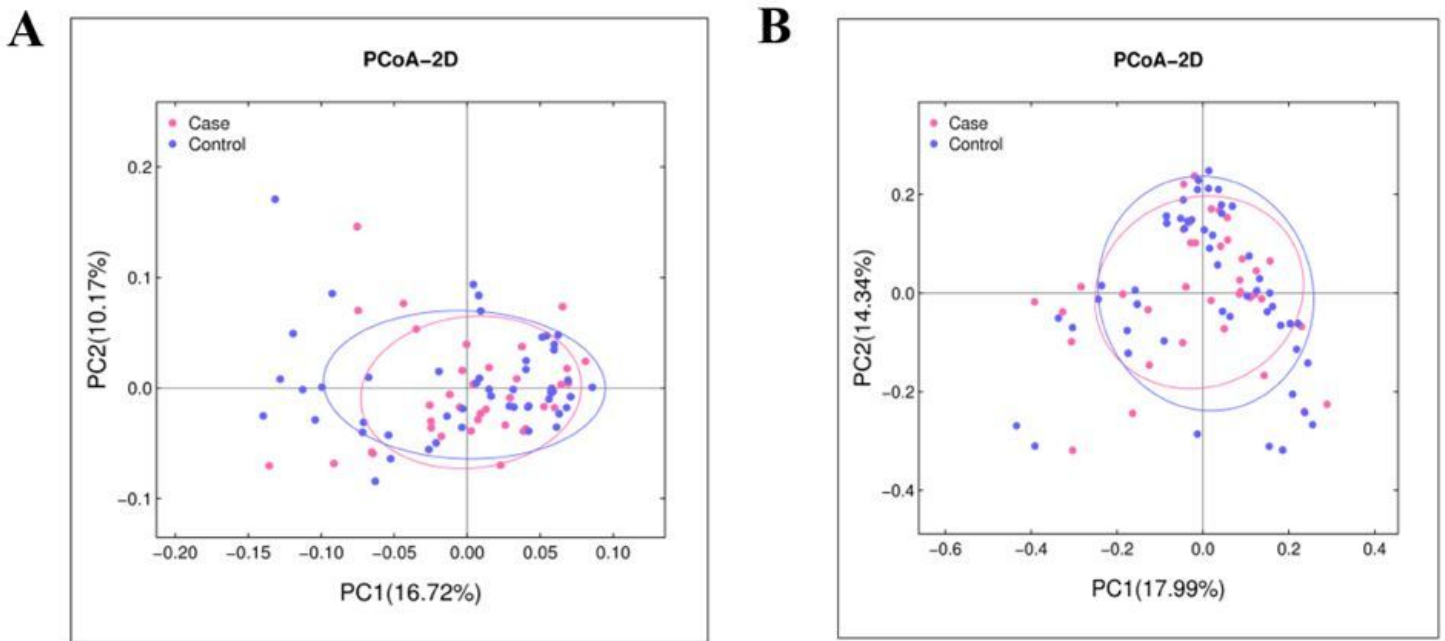 A
PCoA−2D
Case
Control
0.2
0.1
0.0
−0.1
PC2(10.17%)
−0.20 −0.15 −0.10 −0.05 0.00 0.05 0.10
PC1(16.72%)
B
PCoA−2D
Case
Control
0.2
0.0
−0.2
−0.4
PC2(14.34%)
−0.6 −0.4 −0.2 0.0 0.2 0.4
PC1(17.99%)